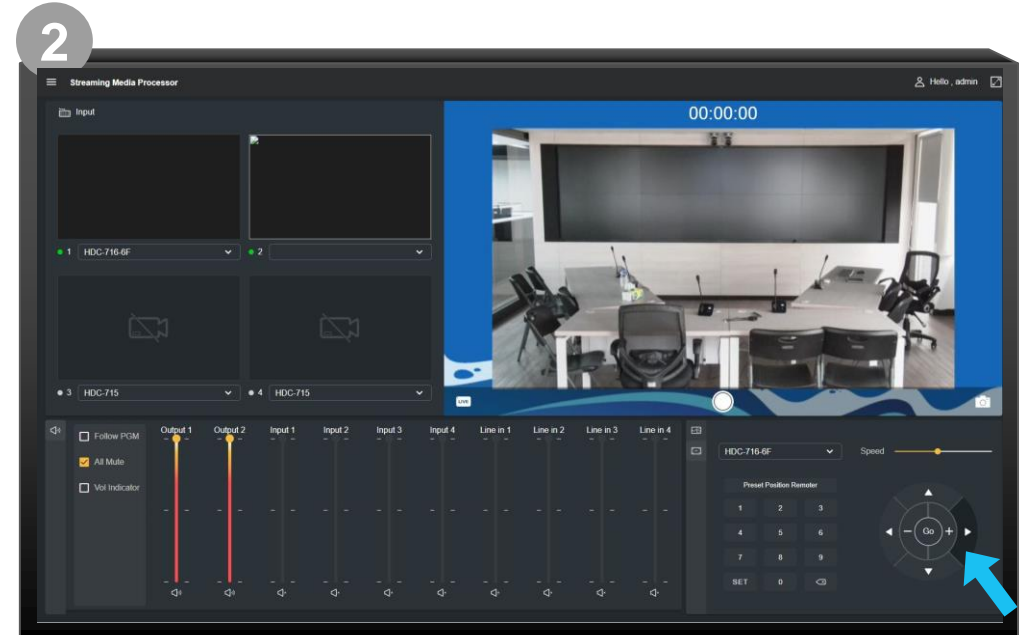 2
Streaming Media Processor
Hello , admin
Input
00:00:00
1 HDC-716-6F
2
3 HDC-715
4 HDC-715
LIVE
Follow PGM
All Mute
Vol Indicator
Output 1 Output 2 Input 1 Input 2 Input 3 Input 4 Line in 1 Line in 2 Line in 3 Line in 4
HDC-716-6F
Speed
Preset Position Remoter
1 2 3
4 5 6
7 8 9
SET 0
− Go +